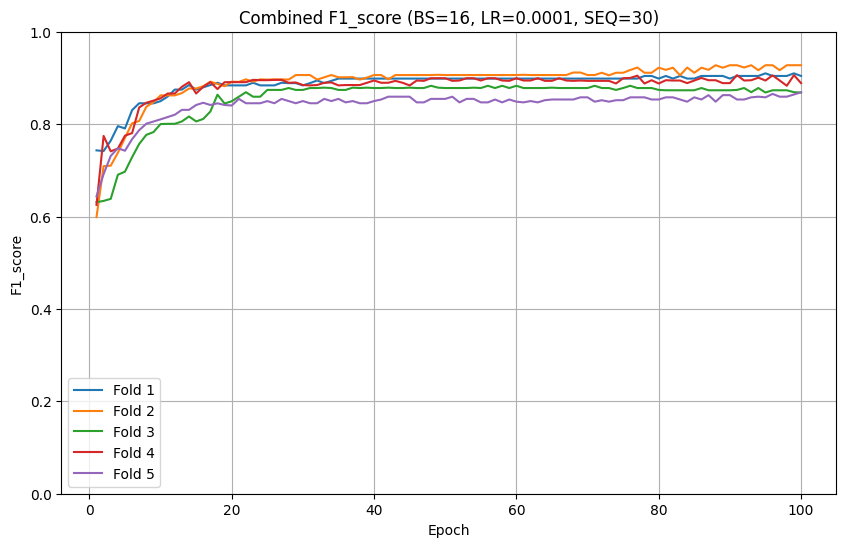 Combined F1_score (BS=16, LR=0.0001, SEQ=30)
1.0
0.8
0.6
0.4
0.2
0.0
F1_score
Fold 1
Fold 2
Fold 3
Fold 4
Fold 5
0 20 40 60 80 100
Epoch